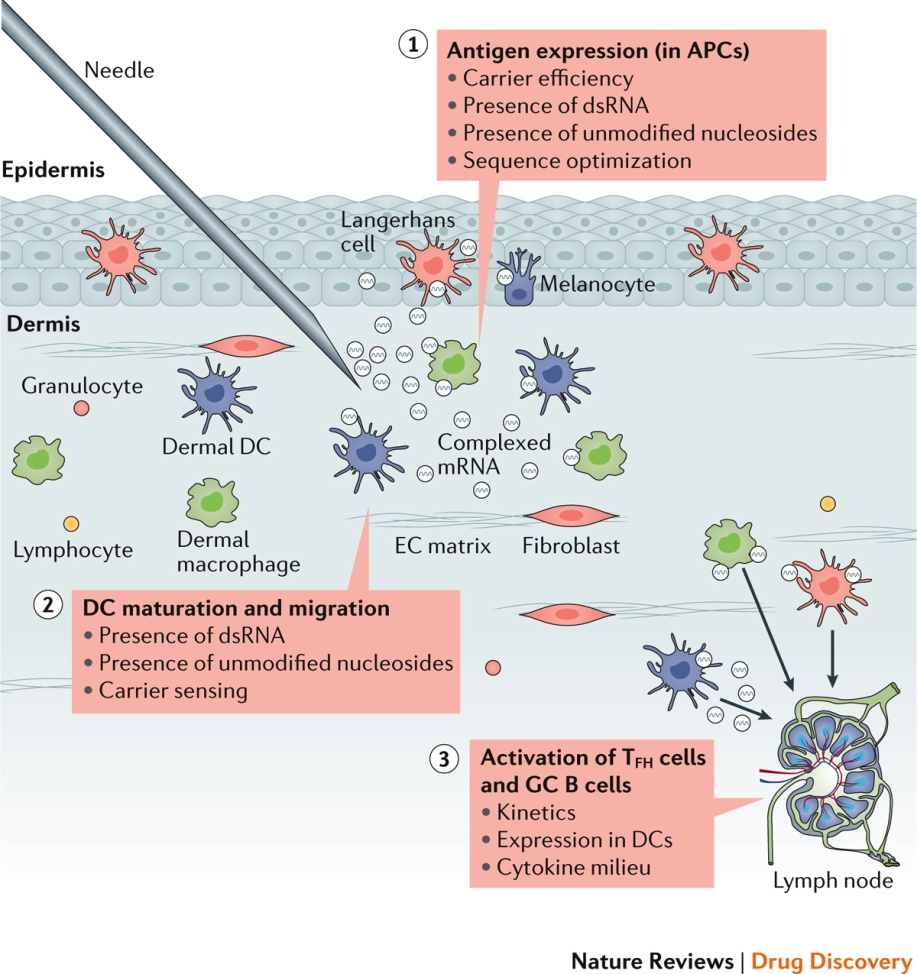 Needle
1
Antigen expression (in APCs)
• Carrier efficiency
• Presence of dsRNA
• Presence of unmodified nucleosides
• Sequence optimization
Epidermis
Langerhans
cell
Melanocyte
Dermis
Granulocyte
Dermal DC
Complexed
mRNA
Lymphocyte
Dermal
macrophage
EC matrix
Fibroblast
2
DC maturation and migration
• Presence of dsRNA
• Presence of unmodified nucleosides
• Carrier sensing
3
Activation of TFH cells
and GC B cells
• Kinetics
• Expression in DCs
• Cytokine milieu
Lymph node
Nature Reviews | Drug Discovery